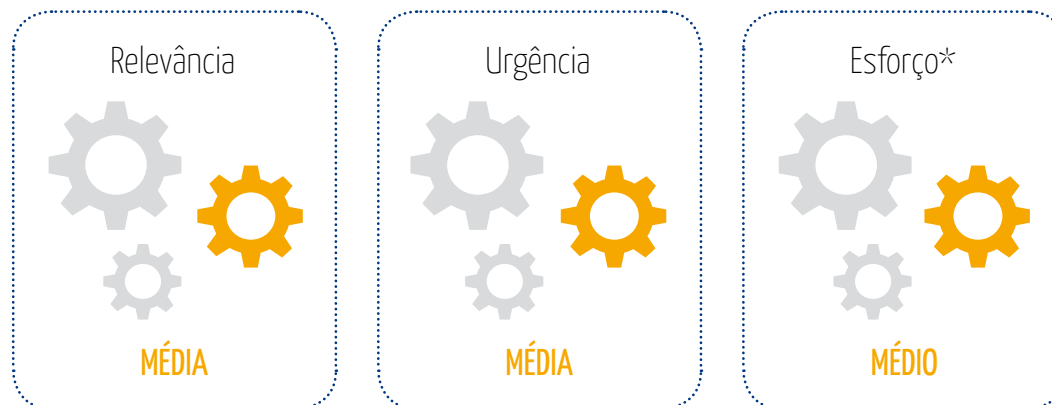 Relevância
Urgência
Esforço*
MÉDIA
MÉDIA
MÉDIO